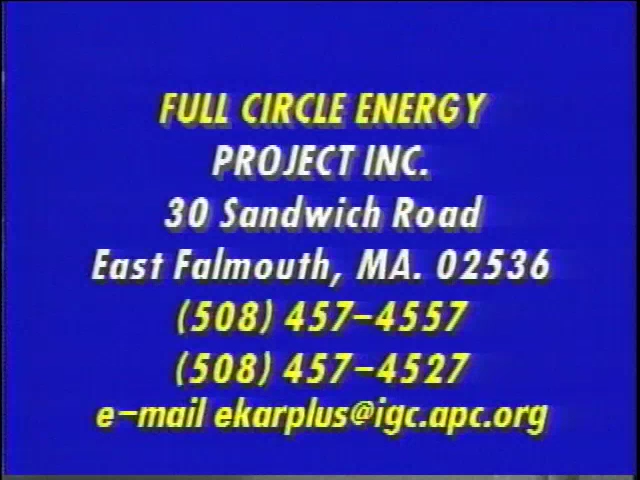 FULL CIRCLE ENERGY
PROJECT INC.
30 Sandwich Road
East Falmouth, MA. 02536
(508) 457-4557
(508) 457-4527
e-mail ekarplus@igc.apc.org